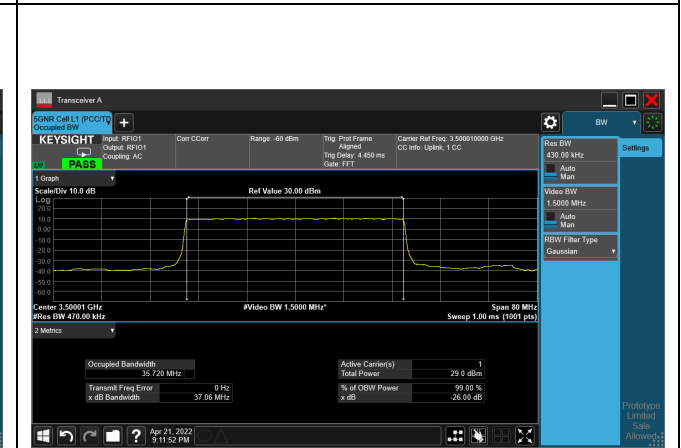 Transceiver A
5GNR Cell L1 (PCC/TD
Occupied BW
BW
KEYSIGHT
Input: RFIO1
Output: RFIO1
Coupling: AC
Corr CCorr
Range: -60 dBm
Trig: Prot Frame
Aligned
Trig Delay: 4.450 ms
Gate: FFT
Carrier Ref Freq: 3.500010000 GHz
CC Info: Uplink, 1 CC
LXI
PASS
Res BW
430.00 kHz
Auto
Man
Settings
Video BW
1.5000 MHz
Auto
Man
RBW Filter Type
Gaussian
1 Graph
Scale/Div 10.0 dB
Ref Value 30.00 dBm
Log
20.0
10.0
0.00
-10.0
-20.0
-30.0
-40.0
-50.0
-60.0
Center 3.50001 GHz
#Video BW 1.5000 MHz*
Span 80 MHz
#Res BW 470.00 kHz
Sweep 1.00 ms (1001 pts)
2 Metrics
Occupied Bandwidth
35.720 MHz
Active Carrier(s) 1
Total Power 29.0 dBm
Transmit Freq Error 0 Hz
x dB Bandwidth 37.06 MHz
% of OBW Power 99.00 %
x dB -26.00 dB
Prototype
Limited
Sale
Allowed
Apr 21, 2022
9:11:52 PM